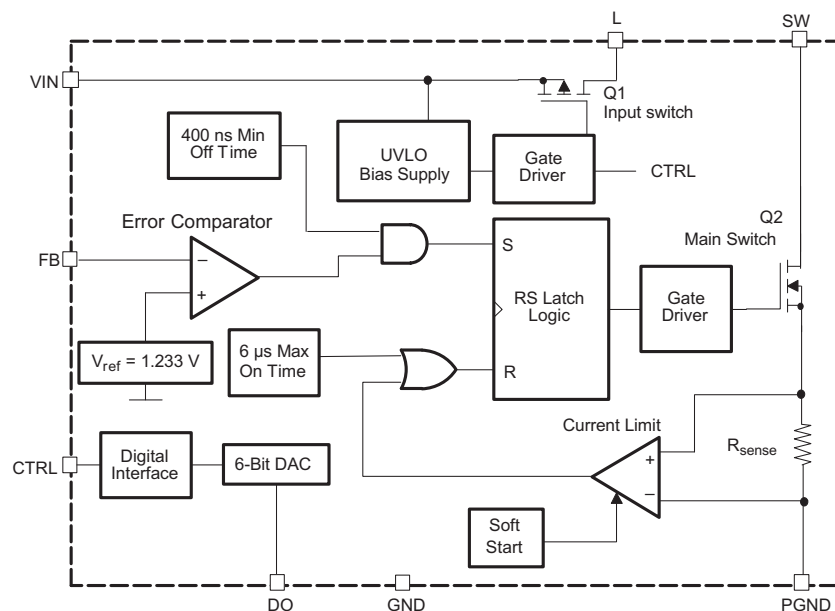 L
SW
VIN
Q1
Input switch
400 ns Min
Off Time
UVLO
Bias Supply
Gate
Driver
CTRL
Error Comparator
Q2
Main Switch
FB
−
+
S
RS Latch
Logic
Gate
Driver
Vref = 1.233 V
6 µs Max
On Time
R
Current Limit
CTRL
Digital
Interface
6-Bit DAC
+
−
Rsense
Soft
Start
DO
GND
PGND